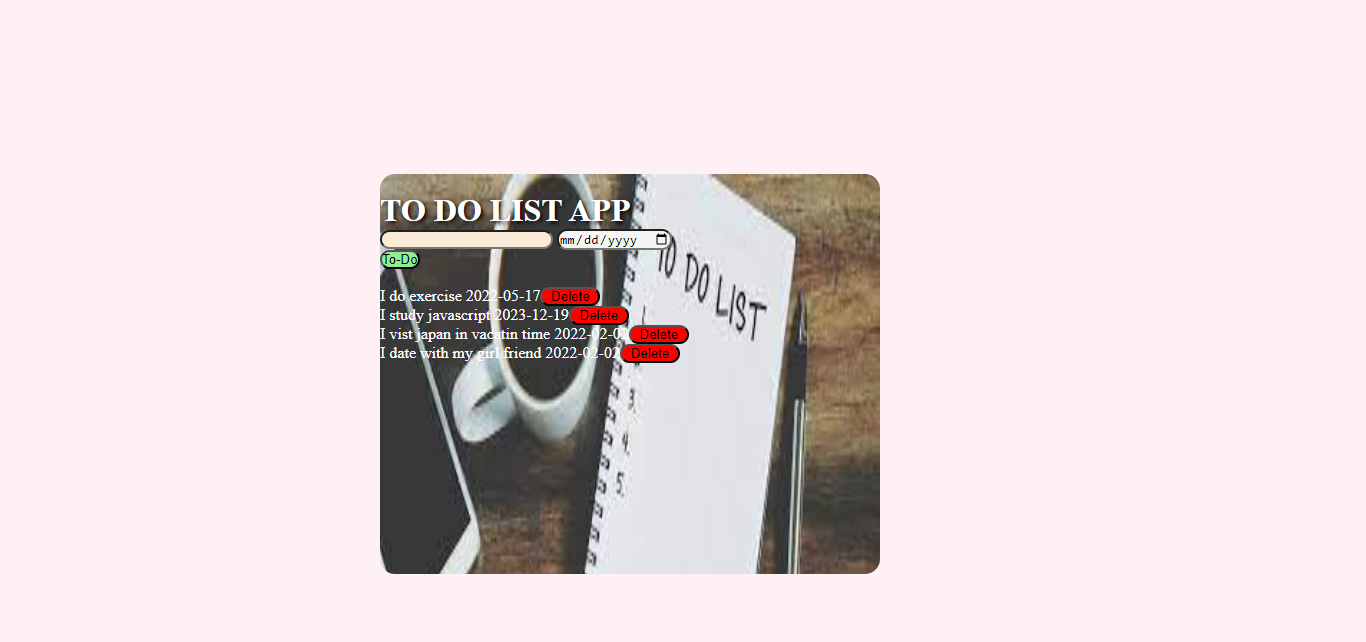 TO DO LIST APP
mm/dd/yyyy
To-Do
TO DO LIST
I do exercise 2022-05-17 Delete
I study javascript 2023-12-19 Delete
I vist japan in vacatin time 2022-02-02 Delete
I date with my girl friend 2022-02-02 Delete
3.
4.
5.